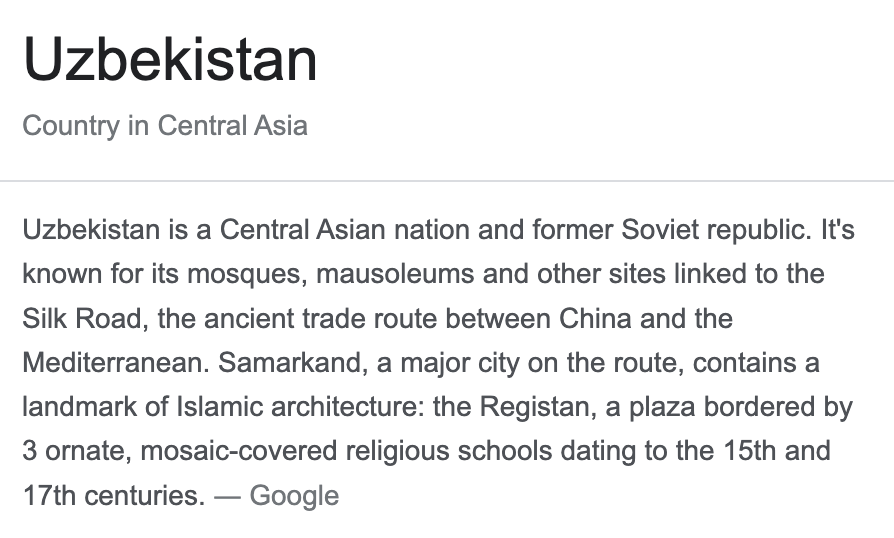 Uzbekistan
Country in Central Asia
Uzbekistan is a Central Asian nation and former Soviet republic. It's
known for its mosques, mausoleums and other sites linked to the
Silk Road, the ancient trade route between China and the
Mediterranean. Samarkand, a major city on the route, contains a
landmark of Islamic architecture: the Registan, a plaza bordered by
3 ornate, mosaic-covered religious schools dating to the 15th and
17th centuries. — Google